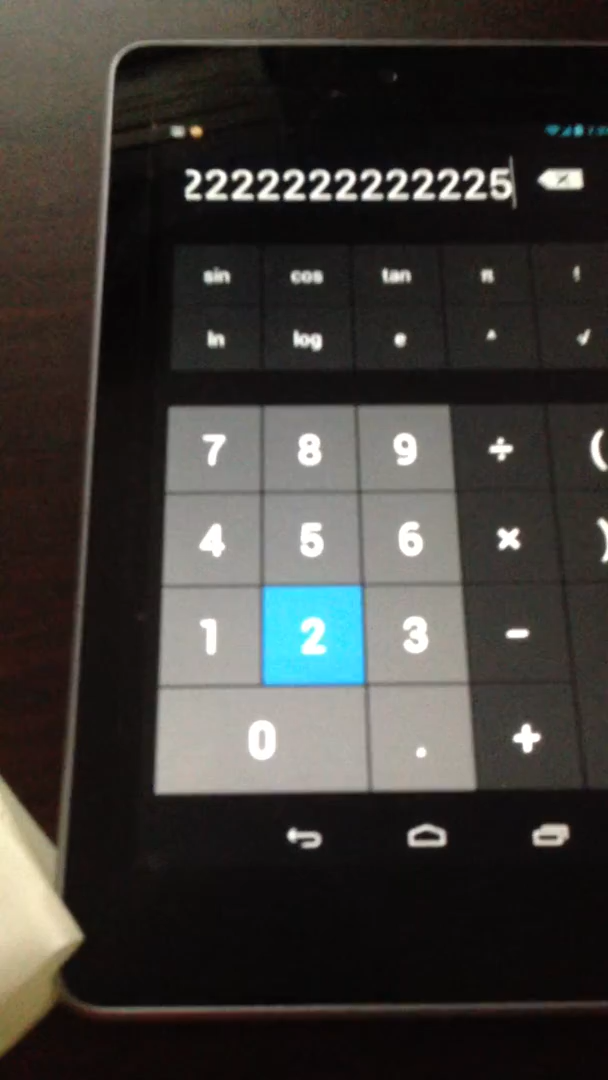 2222222222225
sin cos tan π !
ln log e ^ √
7 8 9 ÷ (
4 5 6 × )
1 2 3 −
0 . +